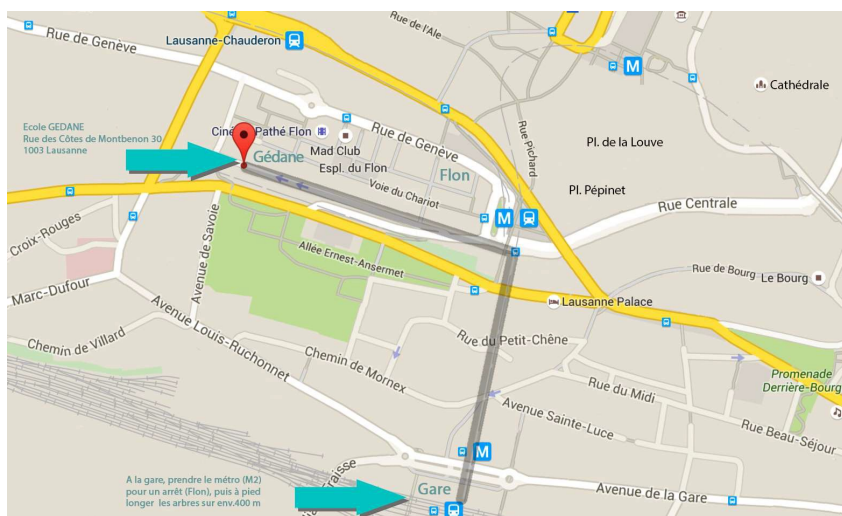 Rue de Genève
Lausanne-Chauderon
Rue de l'Ale
M
Cathédrale
Ecole GEDANE
Rue des Côtes de Montbenon 30
1003 Lausanne
Pathé Flon
Rue de Genève
Rue Pichard
Pl. de la Louve
Gédane
Mad Club
Espl. du Flon
Flon
Voie du Chariot
Pl. Pépinet
M
Rue Centrale
Croix-Rouges
Avenue de Savoie
Allée Ernest-Ansermet
Rue de Bourg
Le Bourg
Marc-Dufour
Lausanne Palace
Avenue Louis-Ruchonnet
Rue du Petit-Chêne
Chemin de Villard
Chemin de Mornex
Promenade
Derrière-Bourg
Rue du Midi
Avenue Sainte-Luce
Rue Beau-Séjour
M
A la gare, prendre le métro (M2)
pour un arrêt (Flon), puis à pied
longer les arbres sur env.400 m
Gare
Avenue de la Gare